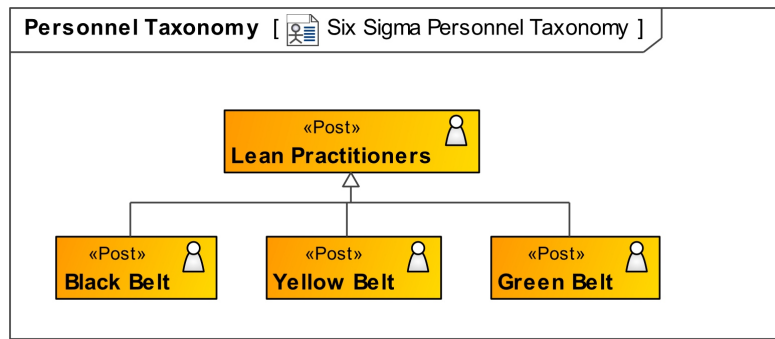 Personnel Taxonomy [ Six Sigma Personnel Taxonomy ]
«Post»
Lean Practitioners
«Post»
Black Belt
«Post»
Yellow Belt
«Post»
Green Belt